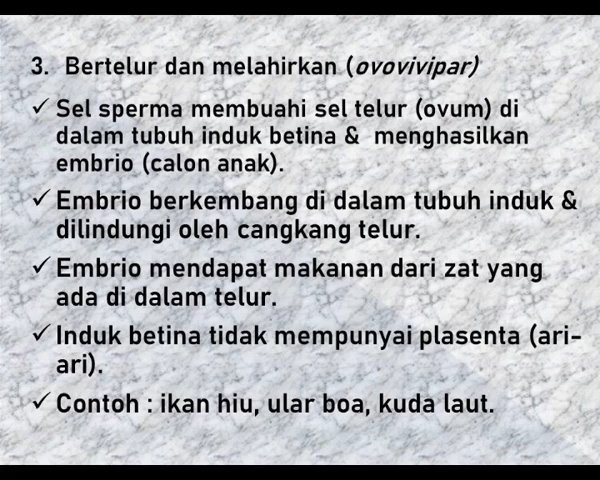 3. Bertelur dan melahirkan (ovovivipar)
✓ Sel sperma membuahi sel telur (ovum) di
dalam tubuh induk betina & menghasilkan
embrio (calon anak).
✓ Embrio berkembang di dalam tubuh induk &
dilindungi oleh cangkang telur.
✓ Embrio mendapat makanan dari zat yang
ada di dalam telur.
✓ Induk betina tidak mempunyai plasenta (ari-
ari).
✓ Contoh : ikan hiu, ular boa, kuda laut.